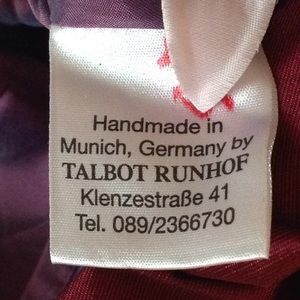 Handmade in
Munich, Germany by
TALBOT RUNHOF
Klenzestraße 41
Tel. 089/2366730